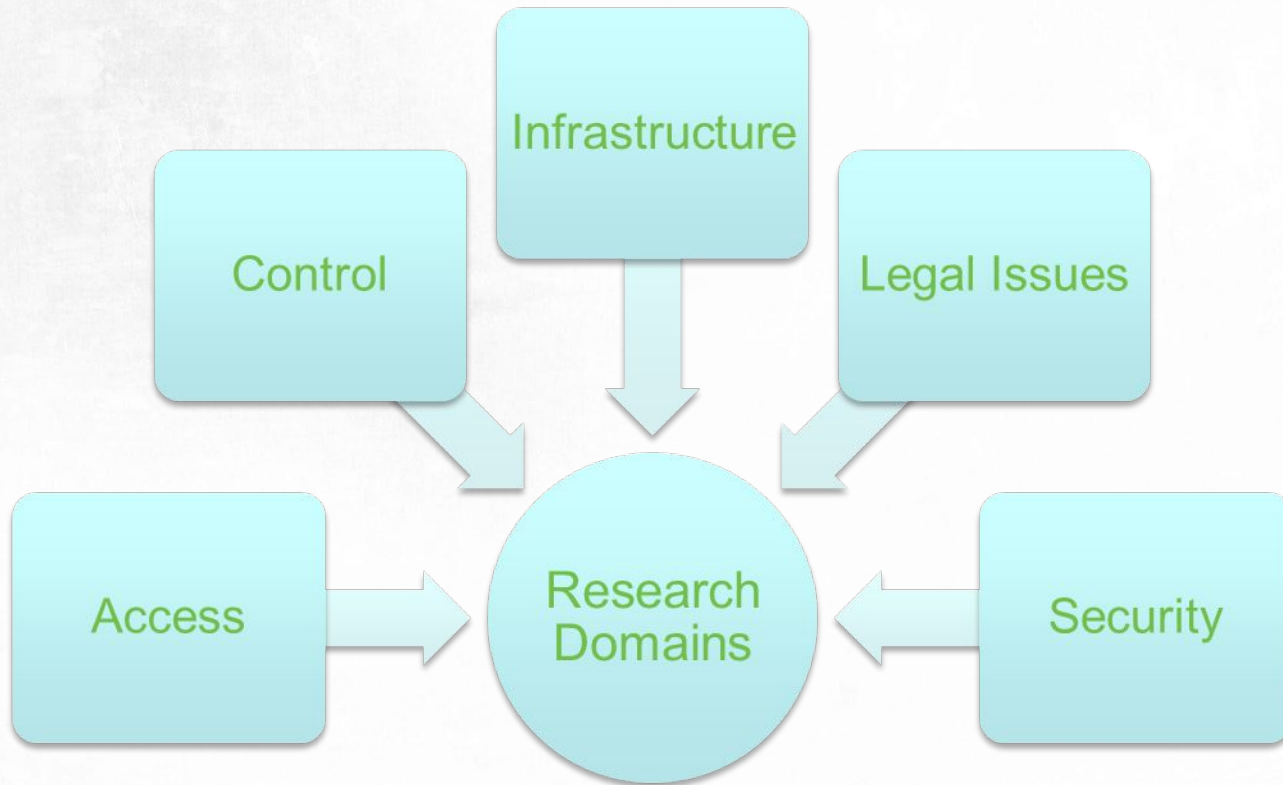 Infrastructure
Control
Legal Issues
Access
Research
Domains
Security